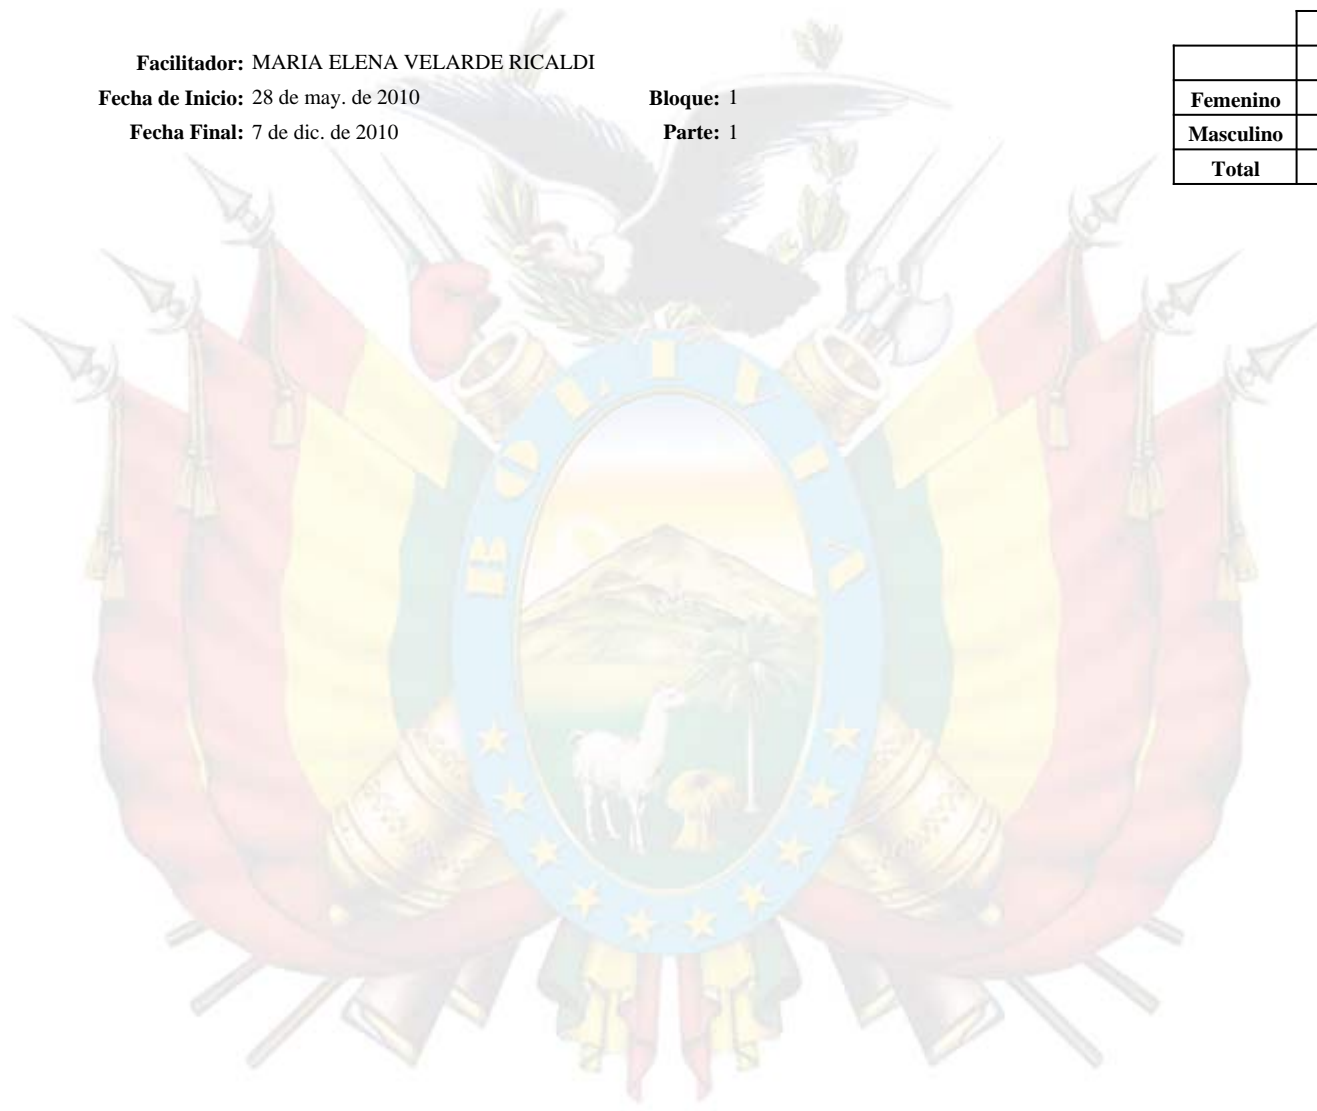 Facilitador: MARIA ELENA VELARDE RICALDI
Fecha de Inicio: 28 de may. de 2010 Bloque: 1
Fecha Final: 7 de dic. de 2010 Parte: 1
Femenino
Masculino
Total
BOLIVIA